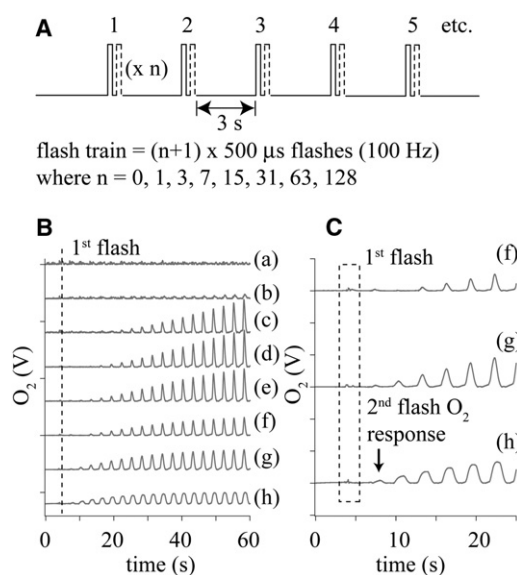 A
1 2 3 4 5 etc.
(x n)
3 s
flash train = (n+1) x 500 µs flashes (100 Hz)
where n = 0, 1, 3, 7, 15, 31, 63, 128
B
1st flash
(a)
(b)
(c)
(d)
(e)
(f)
(g)
(h)
O2 (V)
0 20 40 60
time (s)
C
1st flash
(f)
(g)
2nd flash O2
response
(h)
O2 (V)
0 10 20
time (s)